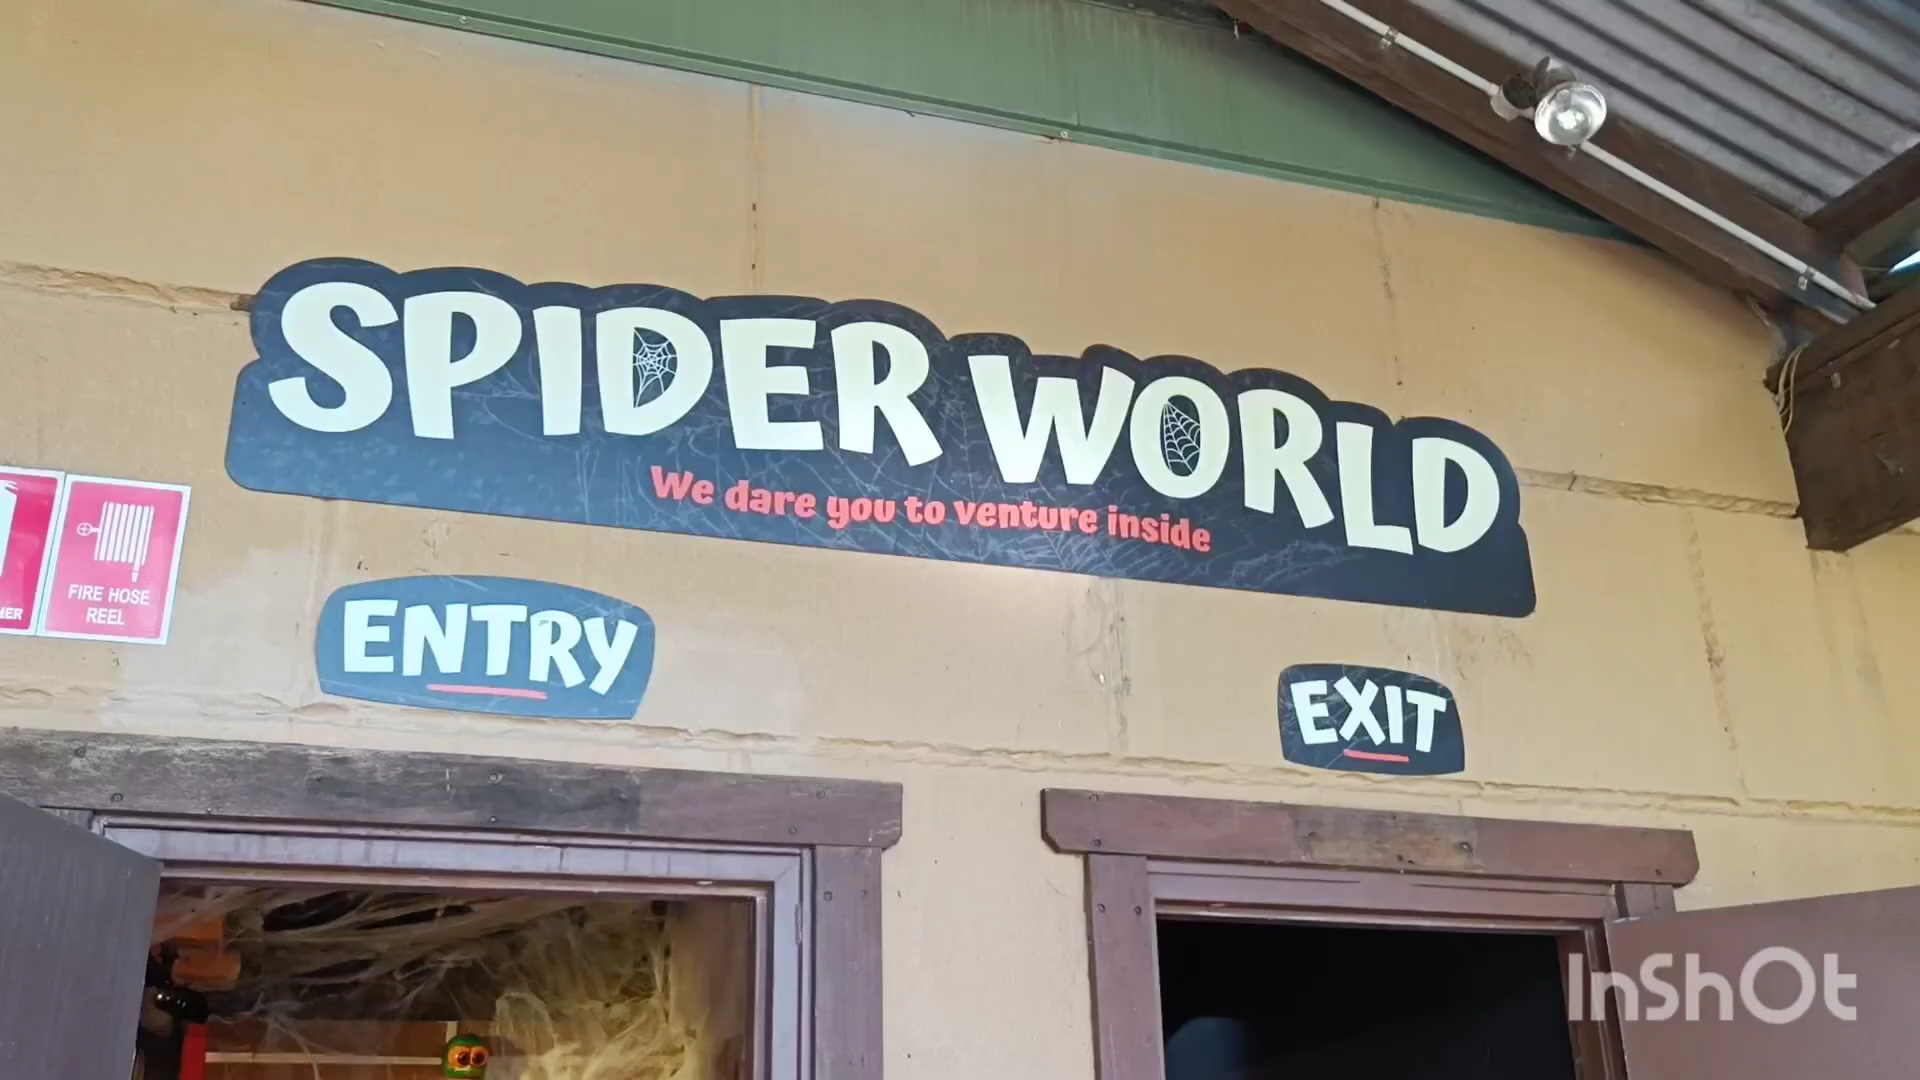 SPIDER WORLD
We dare you to venture inside
FIRE HOSE
REEL
ENTRY
EXIT
InShOt